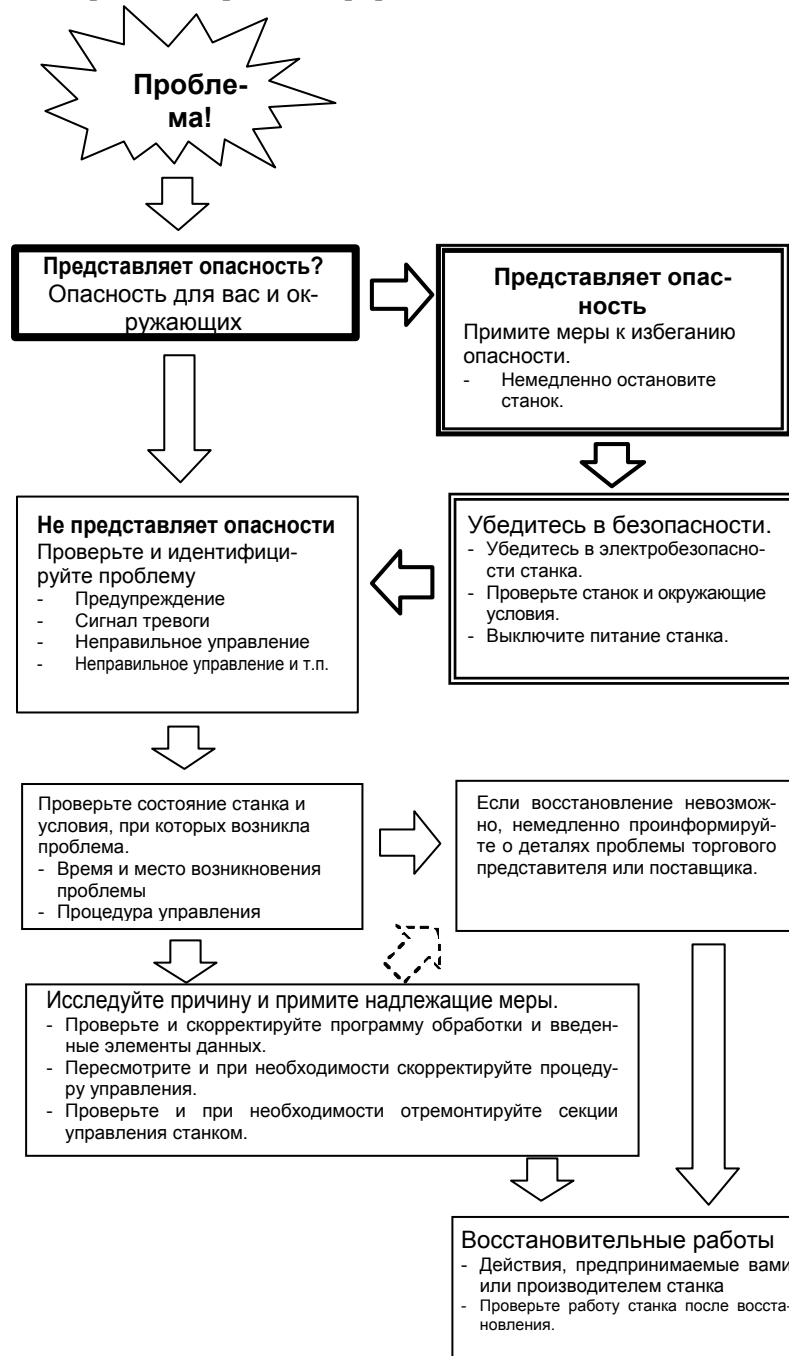 Пробле-
ма!
Представляет опасность?
Опасность для вас и ок-
ружающих
Представляет опас-
ность
Примите меры к избеганию
опасности.
- Немедленно остановите
станок.
Убедитесь в безопасности.
- Убедитесь в электробезопасно-
сти станка.
- Проверьте станок и окружающие
условия.
- Выключите питание станка.
Не представляет опасности
Проверьте и идентифици-
руйте проблему
- Предупреждение
- Сигнал тревоги
- Неправильное управление
- Неправильное управление и т.п.
Проверьте состояние станка и
условия, при которых возникла
проблема.
- Время и место возникновения
проблемы
- Процедура управления
Если восстановление невозмож-
но, немедленно проинформируй-
те о деталях проблемы торгового
представителя или поставщика.
Исследуйте причину и примите надлежащие меры.
- Проверьте и скорректируйте программу обработки и введен-
ные элементы данных.
- Пересмотрите и при необходимости скорректируйте процеду-
ру управления.
- Проверьте и при необходимости отремонтируйте секции
управления станком.
Восстановительные работы
- Действия, предпринимаемые вами
или производителем станка
- Проверьте работу станка после восста-
новления.